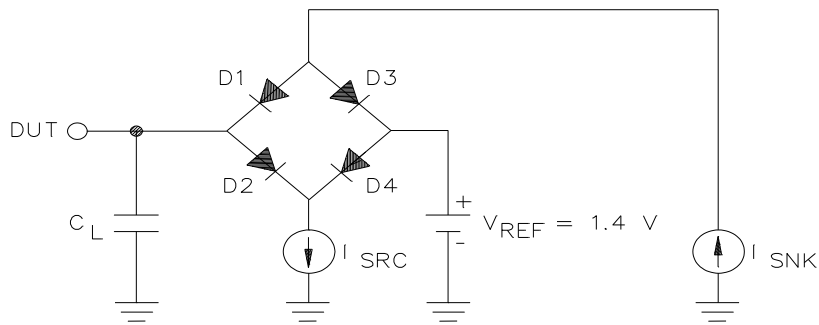 D1
D3
DUT
D2
D4
C L
+
-
V REF = 1.4 V
I SRC
I SNK